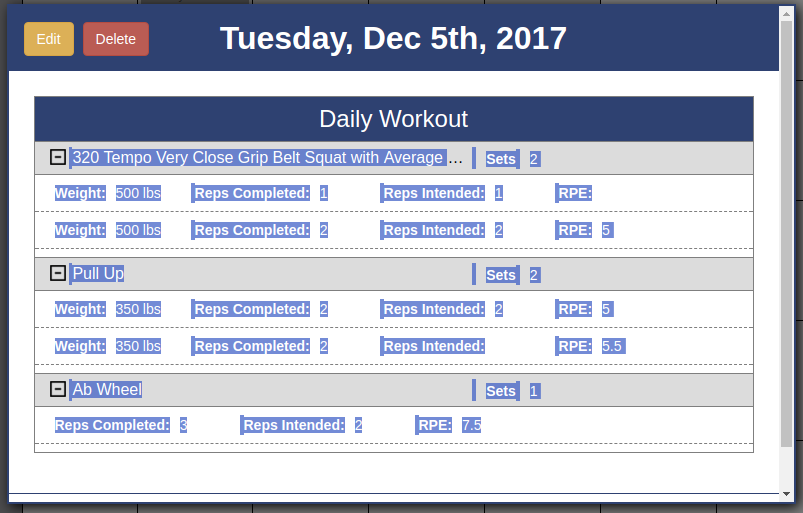 Edit Delete Tuesday, Dec 5th, 2017
Daily Workout
320 Tempo Very Close Grip Belt Squat with Average ... Sets 2
Weight: 500 lbs Reps Completed: 1 Reps Intended: 1 RPE:
Weight: 500 lbs Reps Completed: 2 Reps Intended: 2 RPE: 5
Pull Up Sets 2
Weight: 350 lbs Reps Completed: 2 Reps Intended: 2 RPE: 5
Weight: 350 lbs Reps Completed: 2 Reps Intended: RPE: 5.5
Ab Wheel Sets 1
Reps Completed: 3 Reps Intended: 2 RPE: 7.5